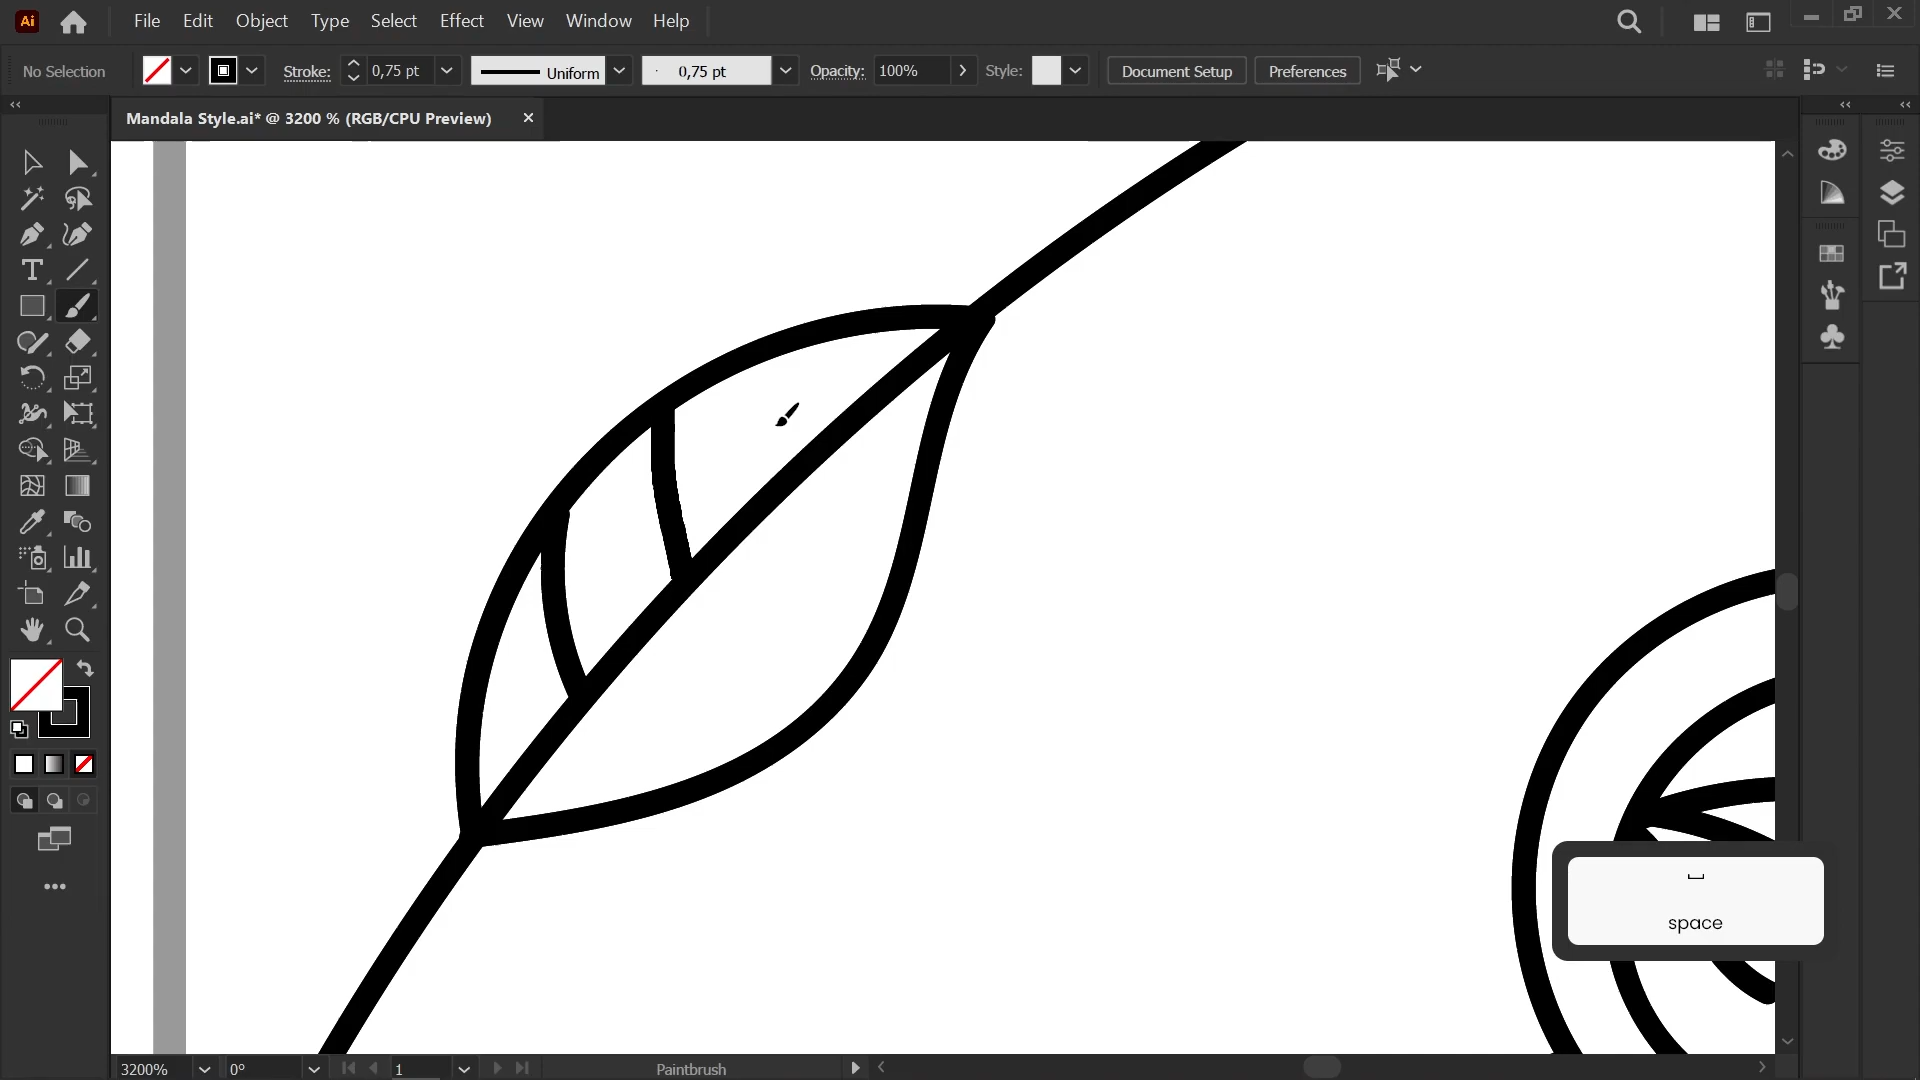 Ai File Edit Object Type Select Effect View Window Help
No Selection Stroke: 0,75 pt Uniform 0,75 pt Opacity: 100% Style: Document Setup Preferences
Mandala Style.ai* @ 3200 % (RGB/CPU Preview)
space
3200% 0° 1 Paintbrush